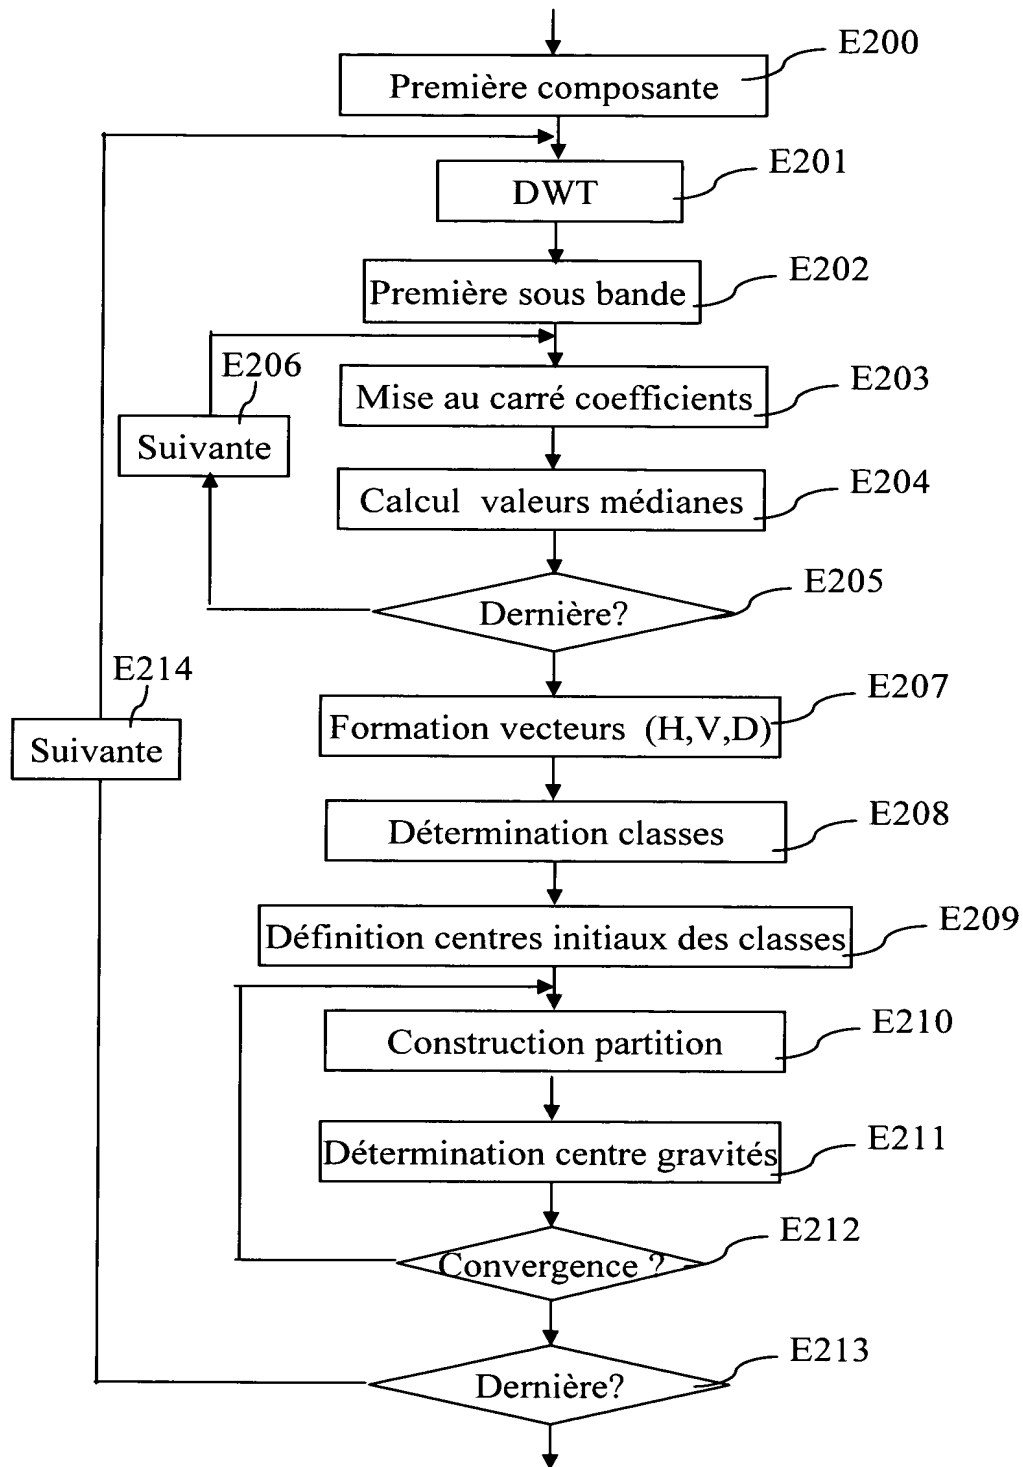 E200
Première composante
E201
DWT
E202
Première sous bande
E206
E203
Mise au carré coefficients
Suivante
E204
Calcul valeurs médianes
E205
Dernière?
E214
E207
Formation vecteurs (H,V,D)
Suivante
E208
Détermination classes
E209
Définition centres initiaux des classes
E210
Construction partition
E211
Détermination centre gravités
E212
Convergence ?
E213
Dernière?